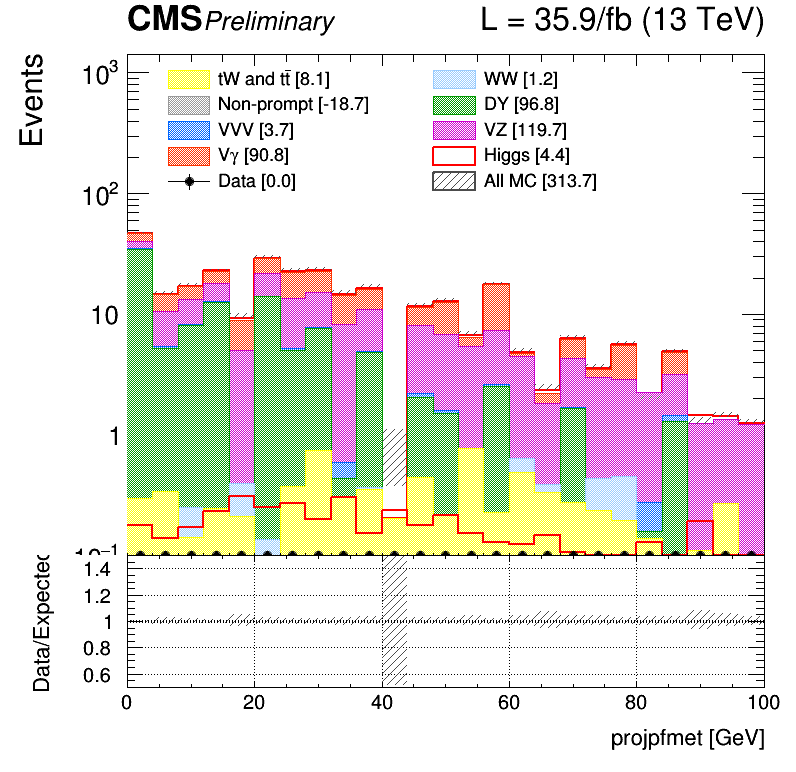 CMS Preliminary L = 35.9/fb (13 TeV)
Events
10³
10²
10
1
10⁻¹
tW and tt̄ [8.1] WW [1.2]
Non-prompt [-18.7] DY [96.8]
VVV [3.7] VZ [119.7]
Vγ [90.8] Higgs [4.4]
Data [0.0] All MC [313.7]
Data/Expected
1.4
1.2
1
0.8
0.6
0 20 40 60 80 100
projpfmet [GeV]